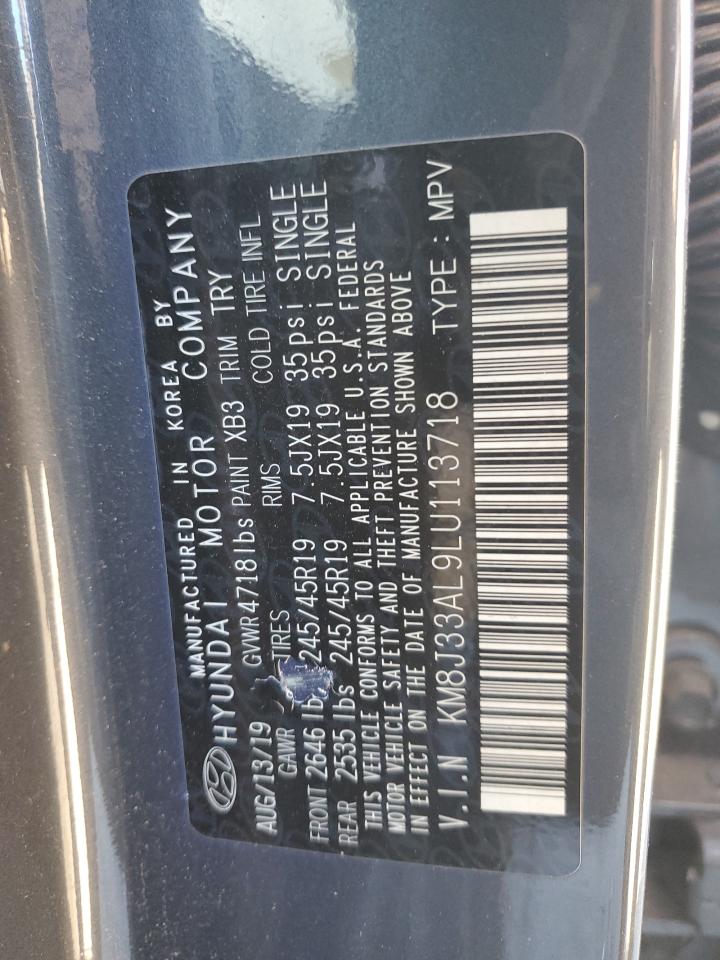 MANUFACTURED IN KOREA BY
HYUNDAI MOTOR COMPANY
AUG/13/19 GVWR4718lbs PAINT XB3 TRIM TRY
GAWR TIRES RIMS COLD TIRE INFL
FRONT 2646 lb 245/45R19 7.5JX19 35psi SINGLE
REAR 2535 lbs 245/45R19 7.5JX19 35psi SINGLE
THIS VEHICLE CONFORMS TO ALL APPLICABLE U.S.A. FEDERAL
MOTOR VEHICLE SAFETY AND THEFT PREVENTION STANDARDS
IN EFFECT ON THE DATE OF MANUFACTURE SHOWN ABOVE
V.I.N KM8J33AL9LU113718 TYPE : MPV